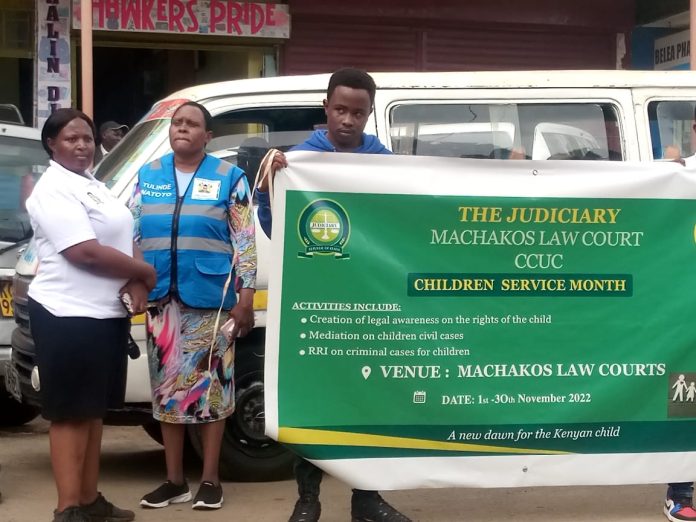 HAWKERS PRIDE
TULINDE
WATOTO
THE JUDICIARY
MACHAKOS LAW COURT
CCUC
CHILDREN SERVICE MONTH
ACTIVITIES INCLUDE:
● Creation of legal awareness on the rights of the child
● Mediation on children civil cases
● RRI on criminal cases for children
VENUE : MACHAKOS LAW COURTS
DATE: 1st -30th November 2022
A new dawn for the Kenyan child